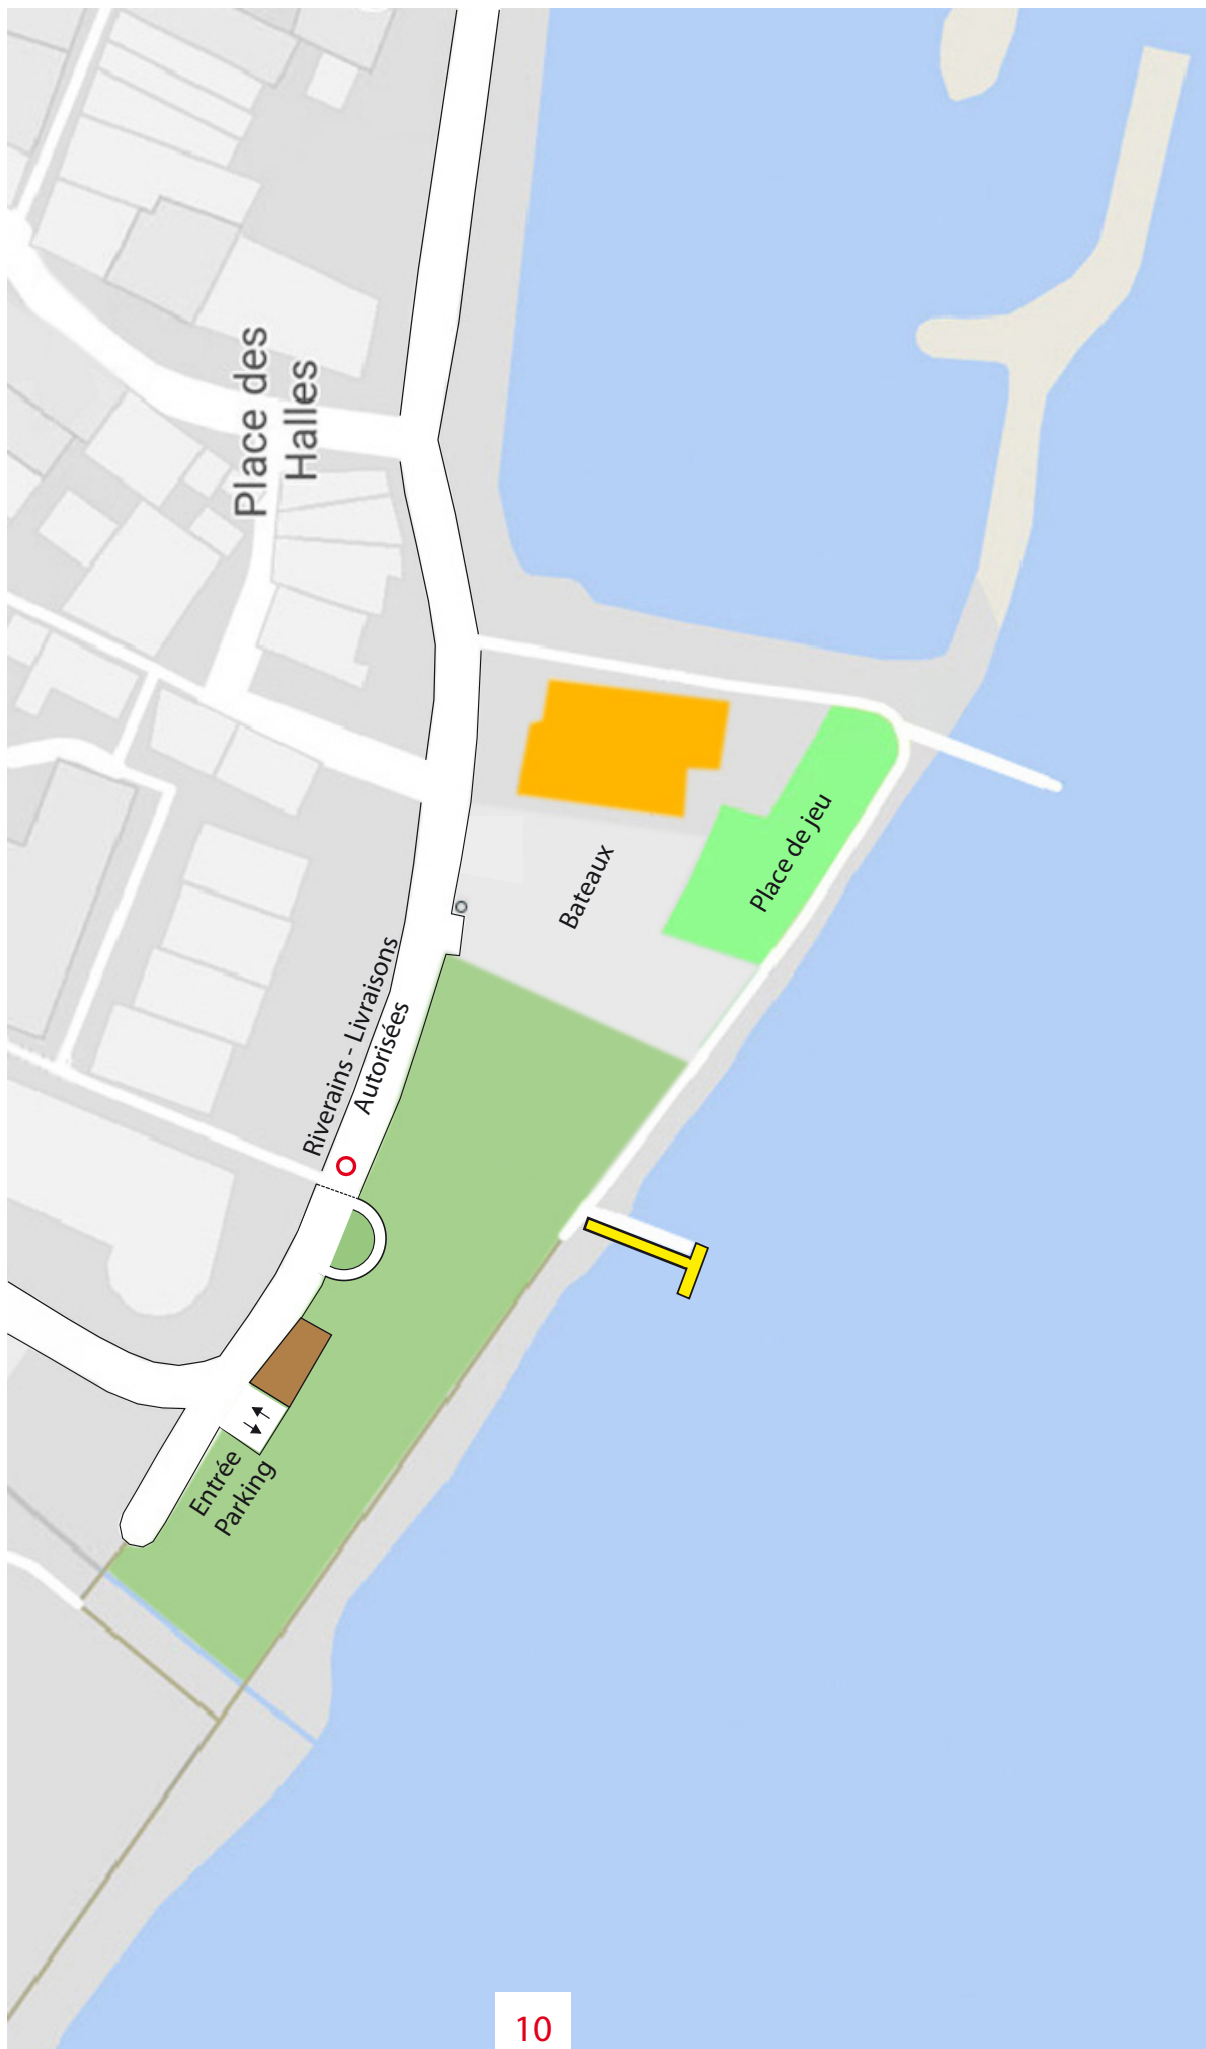 Place des
Halles
Place de jeu
Bateaux
Riverains - Livraisons
Autorisées
Entrée
Parking
10